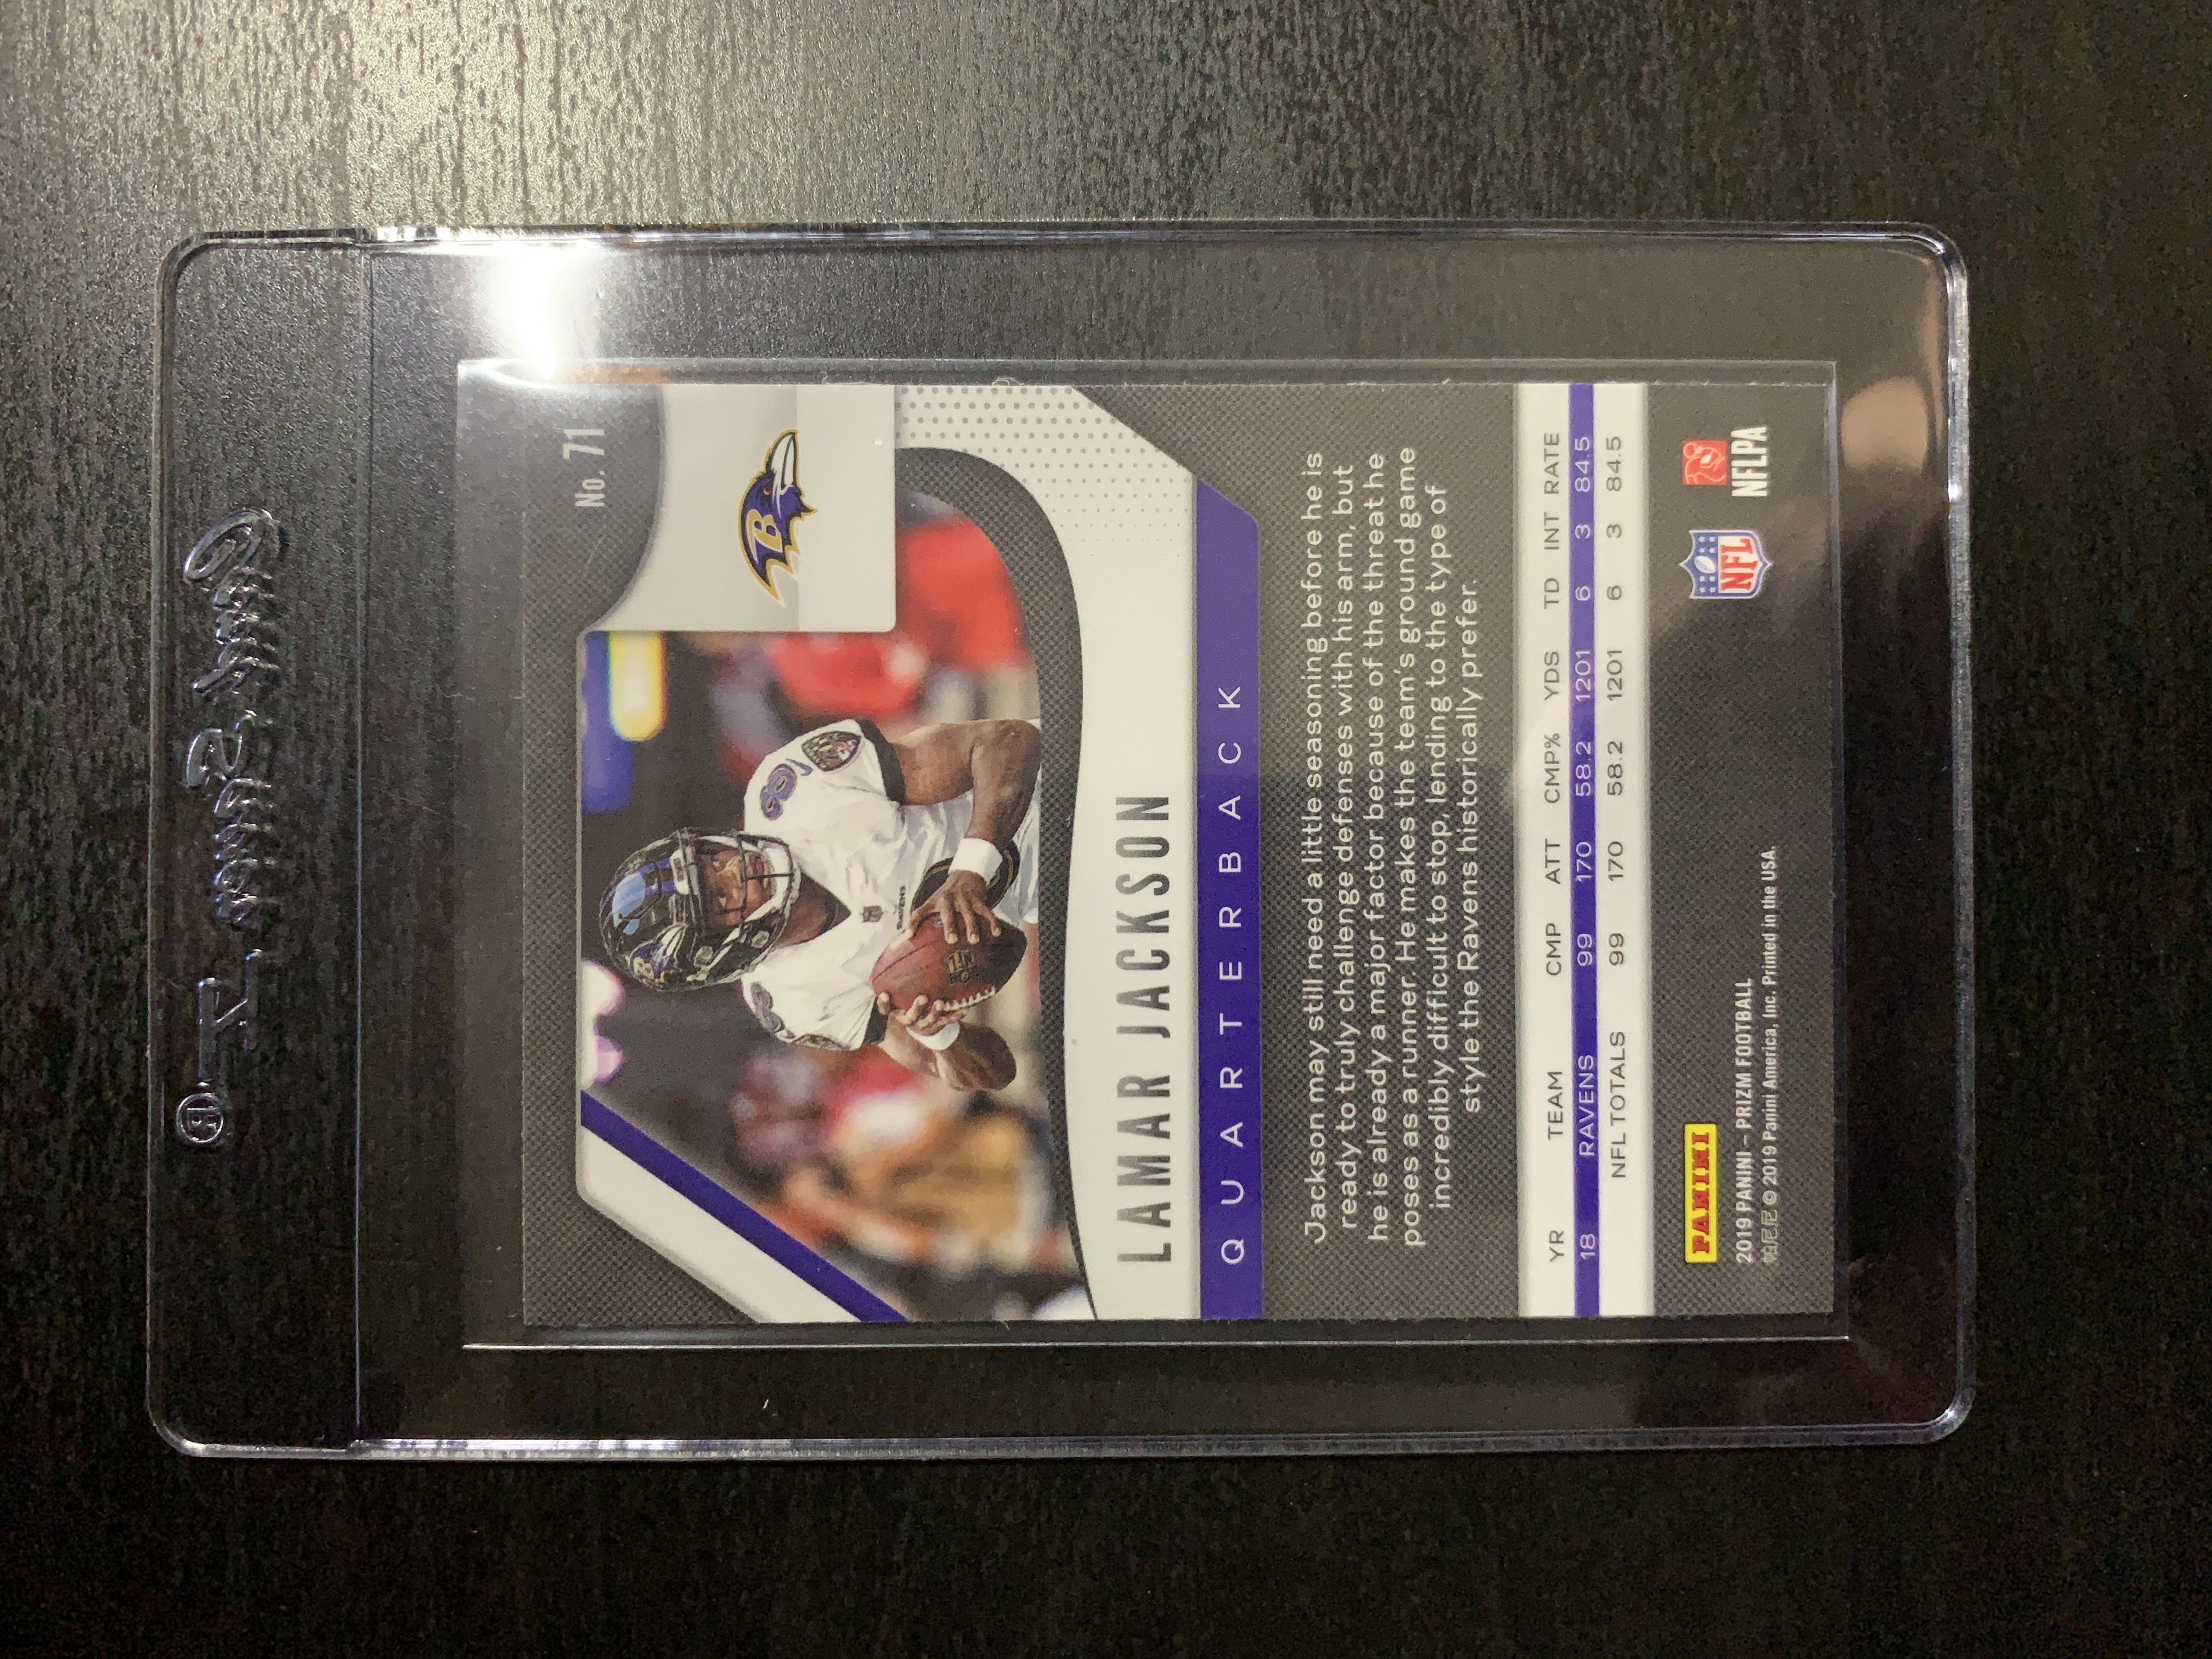 Card Saver I®
No. 71
B
8 8
RAVENS
LAMAR JACKSON
QUARTERBACK
Jackson may still need a little seasoning before he is
ready to truly challenge defenses with his arm, but
he is already a major factor because of the threat he
poses as a runner. He makes the team's ground game
incredibly difficult to stop, lending to the type of
style the Ravens historically prefer.
YR TEAM CMP ATT CMP% YDS TD INT RATE
18 RAVENS 99 170 58.2 1201 6 3 84.5
NFL TOTALS 99 170 58.2 1201 6 3 84.5
PANINI
2019 PANINI – PRIZM FOOTBALL
帕尼尼 © 2019 Panini America, Inc. Printed in the USA.
NFL
NFLPA